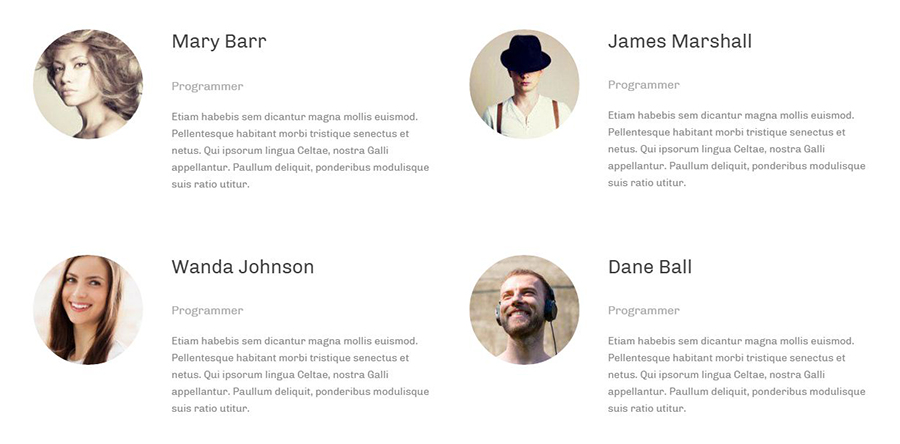 Mary Barr
Programmer
Etiam habebis sem dicantur magna mollis euismod.
Pellentesque habitant morbi tristique senectus et
netus. Qui ipsorum lingua Celtae, nostra Galli
appellantur. Paullum deliquit, ponderibus modulisque
suis ratio utitur.
James Marshall
Programmer
Etiam habebis sem dicantur magna mollis euismod.
Pellentesque habitant morbi tristique senectus et
netus. Qui ipsorum lingua Celtae, nostra Galli
appellantur. Paullum deliquit, ponderibus modulisque
suis ratio utitur.
Wanda Johnson
Programmer
Etiam habebis sem dicantur magna mollis euismod.
Pellentesque habitant morbi tristique senectus et
netus. Qui ipsorum lingua Celtae, nostra Galli
appellantur. Paullum deliquit, ponderibus modulisque
suis ratio utitur.
Dane Ball
Programmer
Etiam habebis sem dicantur magna mollis euismod.
Pellentesque habitant morbi tristique senectus et
netus. Qui ipsorum lingua Celtae, nostra Galli
appellantur. Paullum deliquit, ponderibus modulisque
suis ratio utitur.